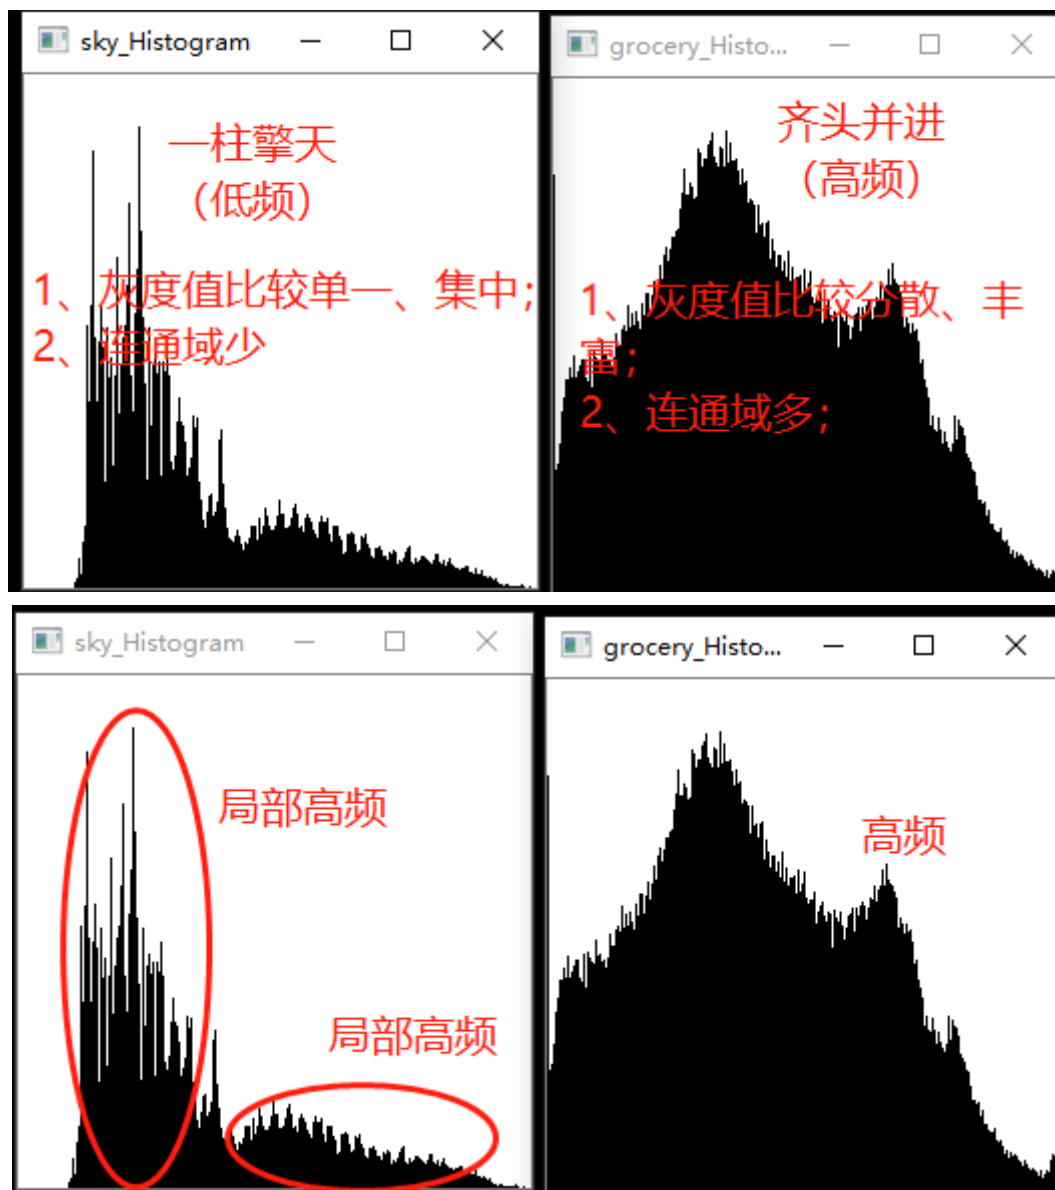 sky_Histogram
grocery_Histo...
一柱擎天
（低频）
1、灰度值比较单一、集中；
2、连通域少
齐头并进
（高频）
1、灰度值比较分散、丰
富；
2、连通域多；
sky_Histogram
grocery_Histo...
局部高频
局部高频
高频